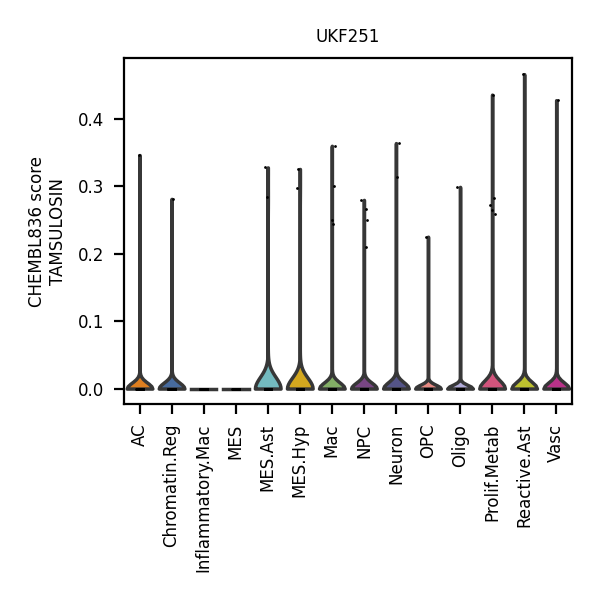 UKF251
CHEMBL836 score
TAMSULOSIN
0.4
0.3
0.2
0.1
0.0
AC
Chromatin.Reg
Inflammatory.Mac
MES
MES.Ast
MES.Hyp
Mac
NPC
Neuron
OPC
Oligo
Prolif.Metab
Reactive.Ast
Vasc